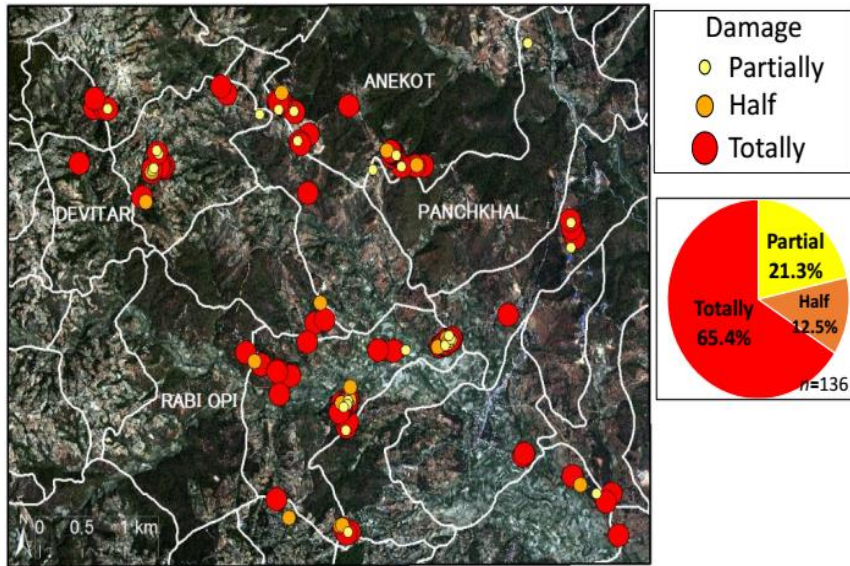 ANEKOT
DEVITAR
PANCHKHAL
RABI OPI
0 0.5 1 km
Damage
Partially
Half
Totally
Partial
21.3%
Half
12.5%
Totally
65.4%
n=136